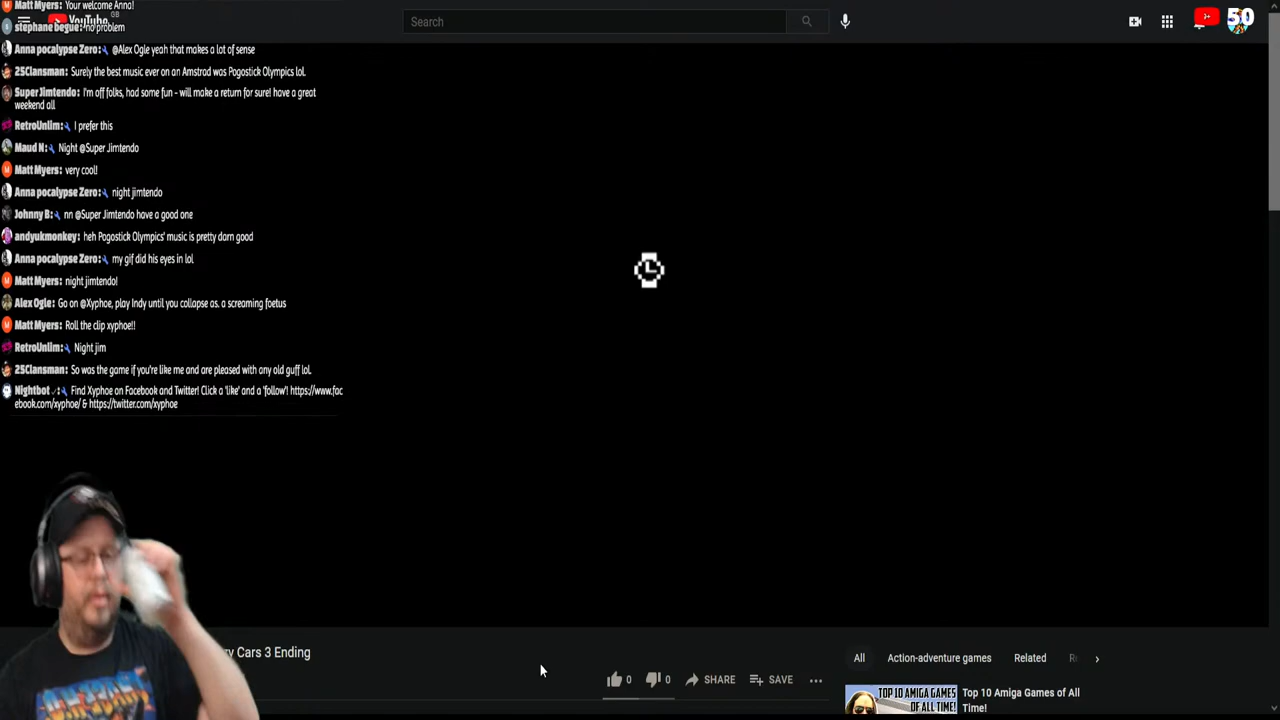 Matt Myers: Your welcome Anna!
YouTube GB
Search
9+
50
stephane begue: no problem
Anna pocalypse Zero: @Alex Ogle yeah that makes a lot of sense
25Clansman: Surely the best music ever on an Amstrad was Pogostick Olympics lol.
Super Jimtendo: I'm off folks, had some fun - will make a return for sure! have a great
weekend all
RetroUnlim: I prefer this
Maud N: Night @Super Jimtendo
Matt Myers: very cool!
Anna pocalypse Zero: night jimtendo
Johnny B: nn @Super Jimtendo have a good one
andyukmonkey: heh Pogostick Olympics' music is pretty darn good
Anna pocalypse Zero: my gif did his eyes in lol
Matt Myers: night jimtendo!
Alex Ogle: Go on @Xyphoe, play Indy until you collapse as. a screaming foetus
Matt Myers: Roll the clip xyphoe!!
RetroUnlim: Night jim
25Clansman: So was the game if you're like me and are pleased with any old guff lol.
Nightbot: Find Xyphoe on Facebook and Twitter! Click a 'like' and a 'follow'! https://www.fac
ebook.com/xyphoe/ & https://twitter.com/xyphoe
Cars 3 Ending
0 0 SHARE SAVE
All Action-adventure games Related
TOP 10 AMIGA GAMES
OF ALL TIME!
Top 10 Amiga Games of All
Time!